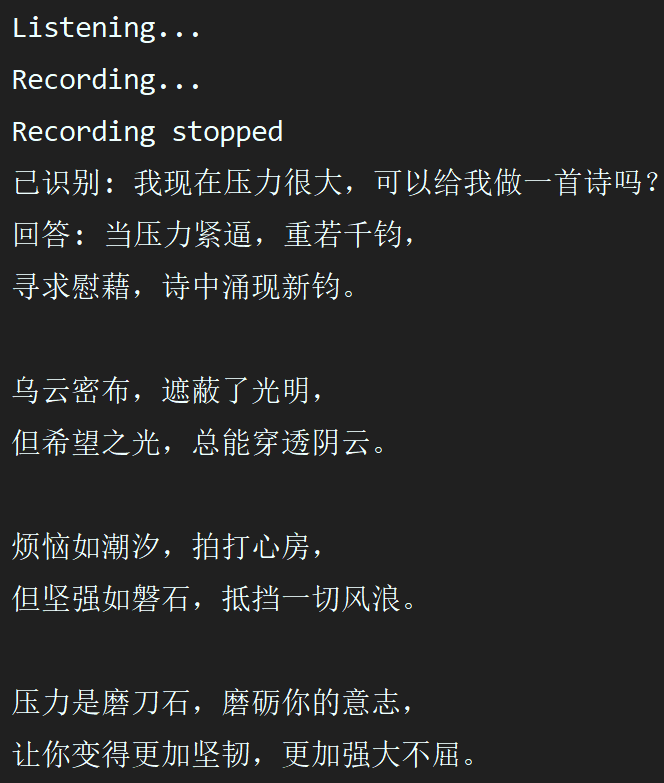 Listening...
Recording...
Recording stopped
已识别: 我现在压力很大，可以给我做一首诗吗?
回答: 当压力紧逼，重若千钧，
寻求慰藉，诗中涌现新钧。
乌云密布，遮蔽了光明，
但希望之光，总能穿透阴云。
烦恼如潮汐，拍打心房，
但坚强如磐石，抵挡一切风浪。
压力是磨刀石，磨砺你的意志，
让你变得更加坚韧，更加强大不屈。